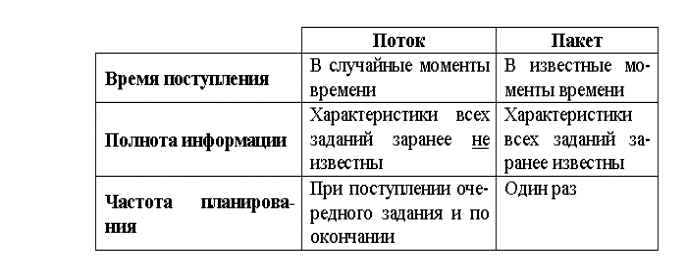 Поток Пакет
Время поступления
В случайные моменты
времени
В известные мо-
менты времени
Полнота информации
Характеристики всех
заданий заранее не
известны
Характеристики
всех заданий за-
ранее известны
Частота планирова-
ния
При поступлении оче-
редного задания и по
окончании
Один раз